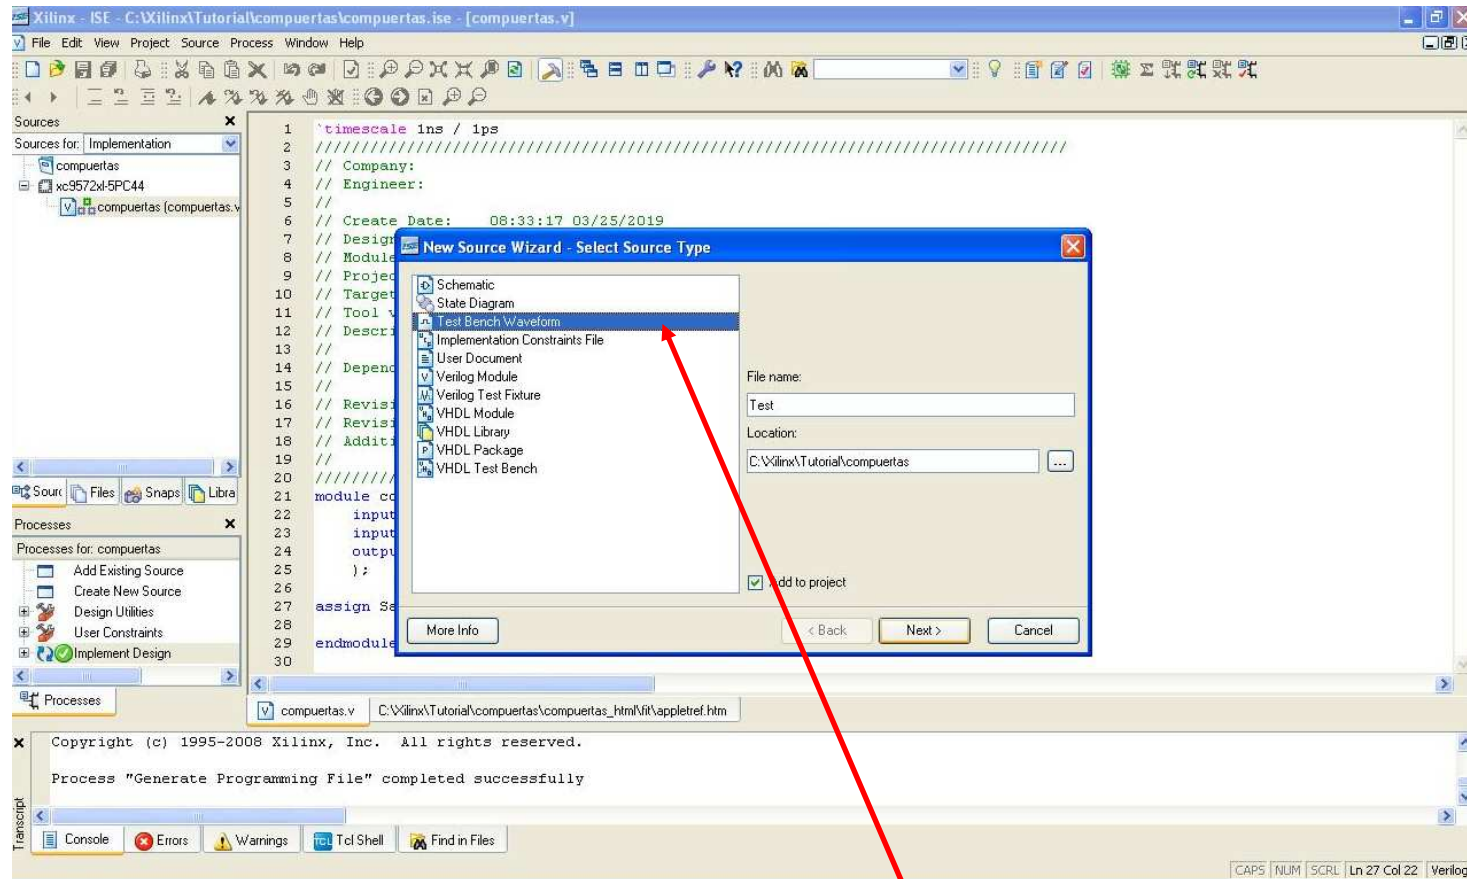 Xilinx - ISE - C:\Xilinx\Tutorial\compuertas\compuertas.ise - [compuertas.v]
File Edit View Project Source Process Window Help
Sources
Sources for: Implementation
compuertas
xc9572xl-5PC44
compuertas (compuertas.v
Sour Files Snaps Libra
Processes
Processes for: compuertas
Add Existing Source
Create New Source
Design Utilities
User Constraints
Implement Design
Processes
1 `timescale 1ns / 1ps
2 ////////////////////////////////////////////////////////////////////////////////
3 // Company:
4 // Engineer:
5 //
6 // Create Date: 08:33:17 03/25/2019
7 // Design
8 // Module
9 // Projec
10 // Target
11 // Tool v
12 // Descri
13 //
14 // Depend
15 //
16 // Revisi
17 // Revisi
18 // Additi
19 //
20 /////////
21 module co
22 input
23 input
24 outpu
25 );
26
27 assign Sa
28
29 endmodule
30
New Source Wizard - Select Source Type
Schematic
State Diagram
Test Bench Waveform
Implementation Constraints File
User Document
Verilog Module
Verilog Test Fixture
VHDL Module
VHDL Library
VHDL Package
VHDL Test Bench
File name:
Test
Location:
C:\Xilinx\Tutorial\compuertas
...
Add to project
More Info
< Back Next > Cancel
compuertas.v C:\Xilinx\Tutorial\compuertas\compuertas_html\fit\appletref.htm
Copyright (c) 1995-2008 Xilinx, Inc. All rights reserved.
Process "Generate Programming File" completed successfully
Transcript
Console Errors Warnings Tcl Shell Find in Files
CAPS NUM SCRL Ln 27 Col 22 Verilog